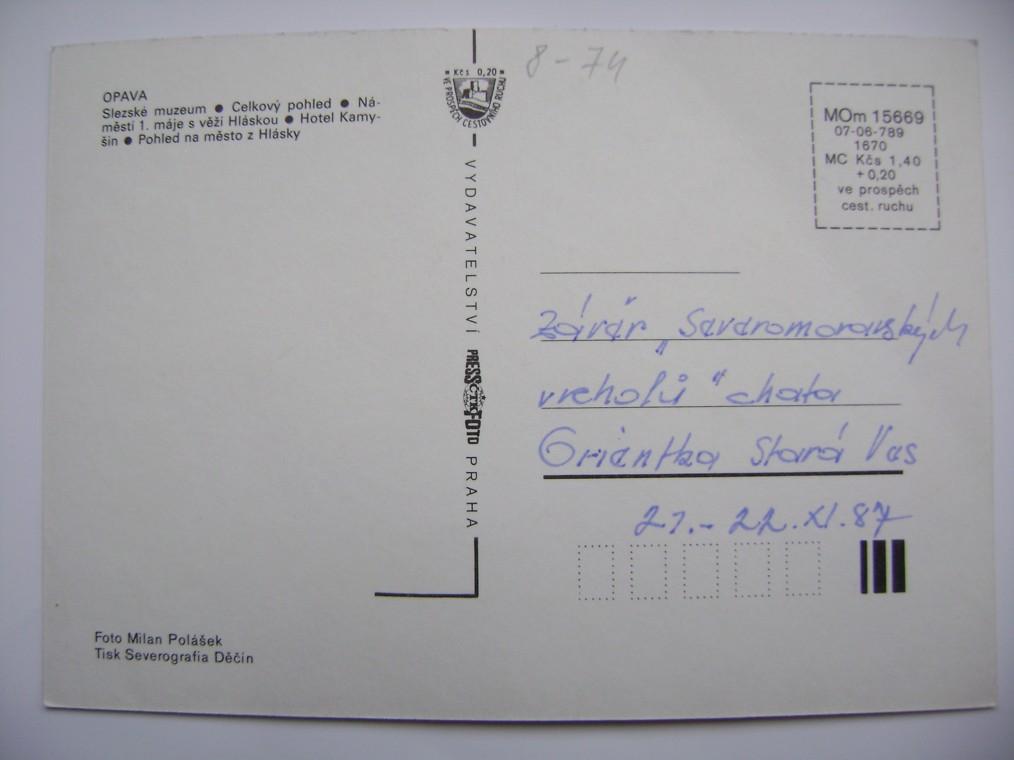 OPAVA
Slezské muzeum ● Celkový pohled ● Ná-
městí 1. máje s věží Hláskou ● Hotel Kamy-
šín ● Pohled na město z Hlásky
Foto Milan Polášek
Tisk Severografia Děčín
Kčs 0,20
VE PROSPĚCH CESTOVNÍHO RUCHU
VYDAVATELSTVÍ PRESSFOTO PRAHA
ČTK
8-74
MOm 15669
07-06-789
1670
MC Kčs 1,40
+ 0,20
ve prospěch
cest. ruchu
Závěr „Severomoravských
vrcholů" chata
Orientka Stará Ves
21.- 22.XI.87